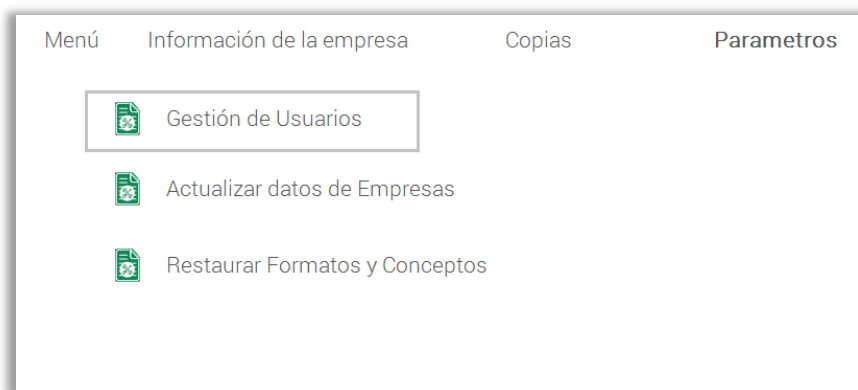 Menú Información de la empresa Copias Parametros
Gestión de Usuarios
Actualizar datos de Empresas
Restaurar Formatos y Conceptos